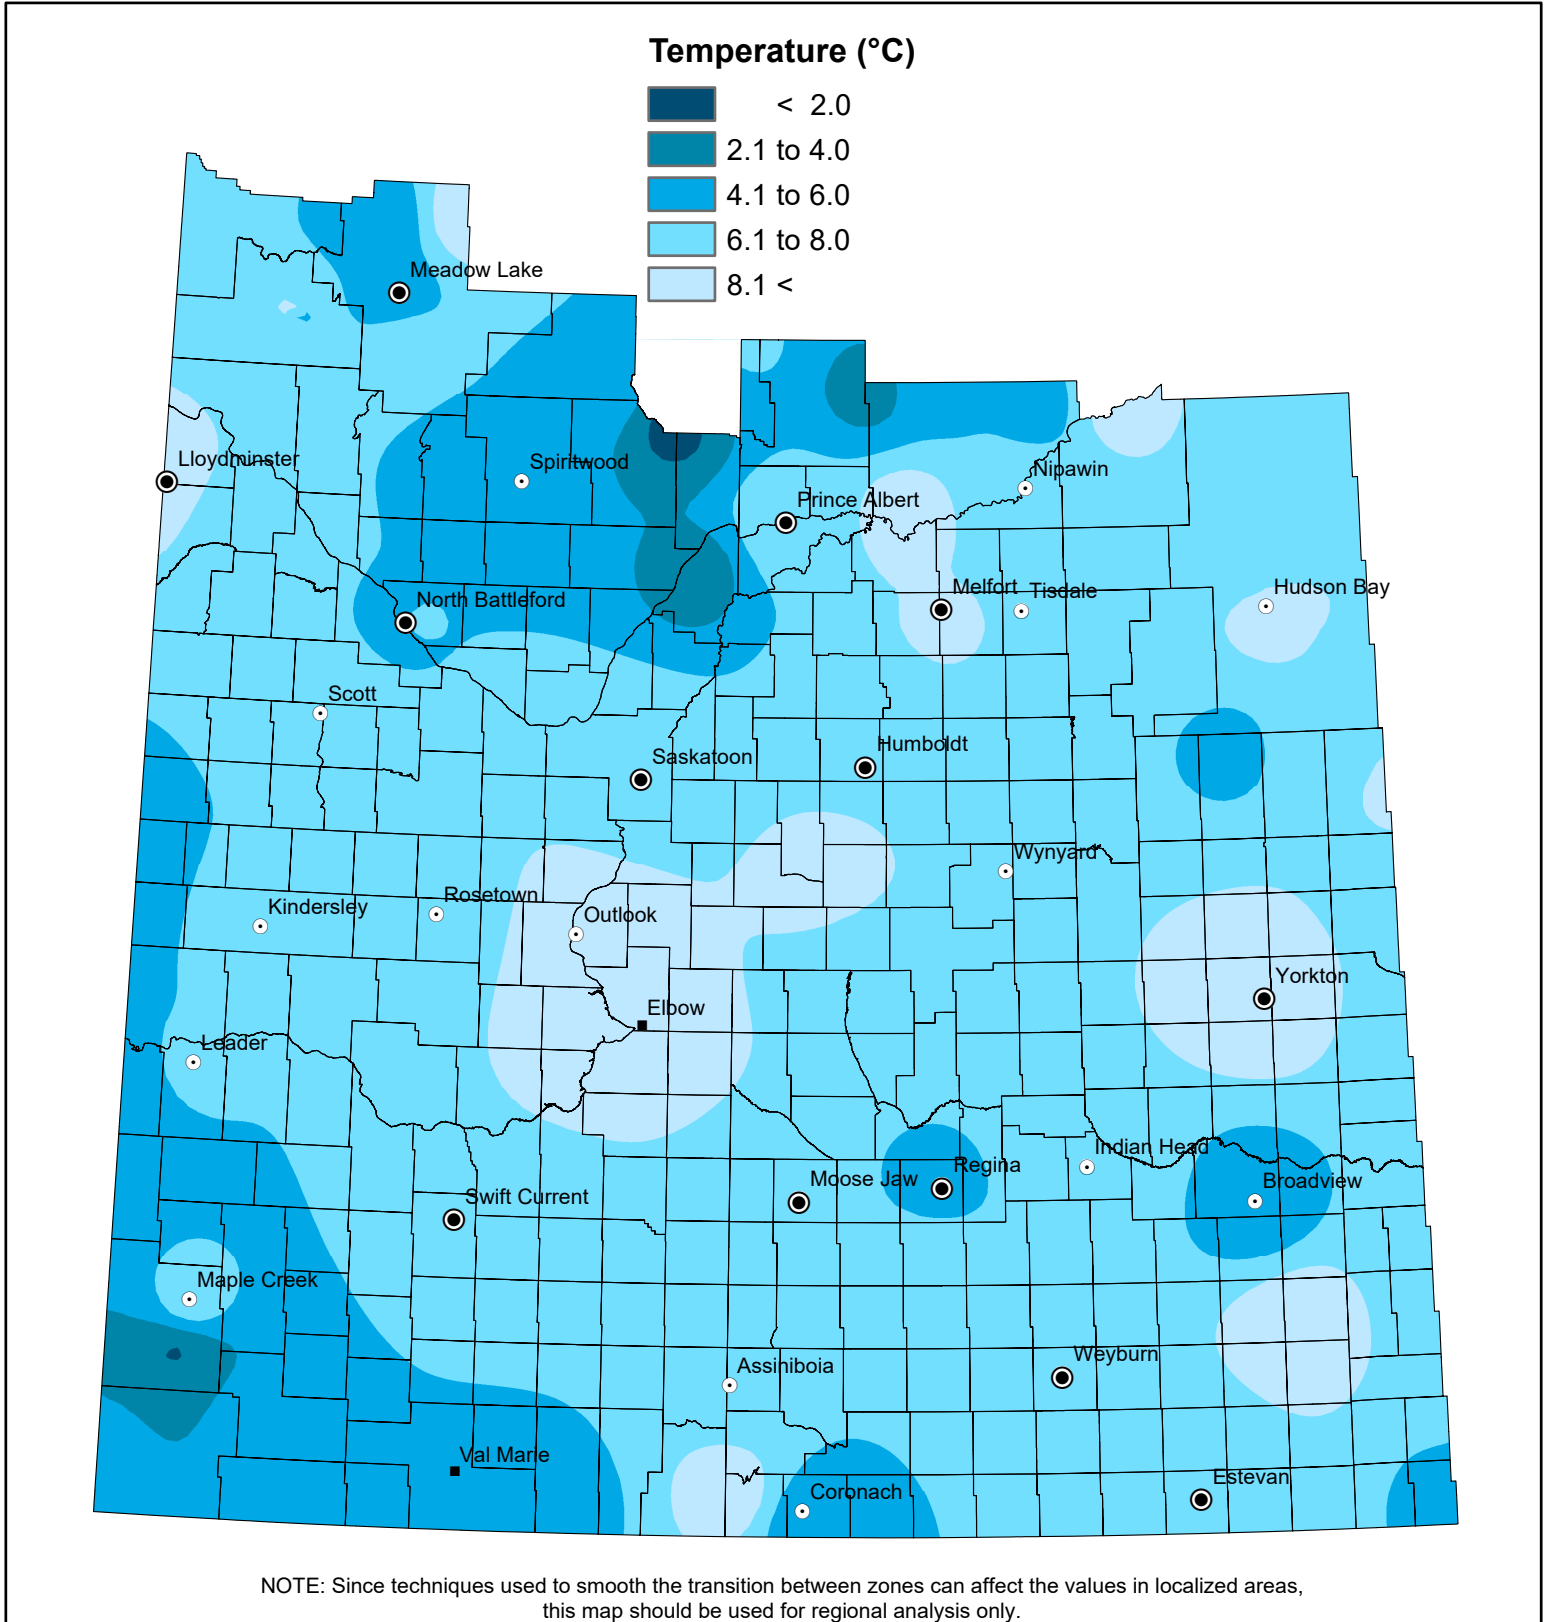 Temperature (°C)
< 2.0
2.1 to 4.0
4.1 to 6.0
6.1 to 8.0
8.1 <
Meadow Lake
Lloydminster
Spiritwood
Nipawin
Prince Albert
Melfort
Tisdale
Hudson Bay
North Battleford
Scott
Saskatoon
Humboldt
Wynyard
Rosetown
Kindersley
Outlook
Yorkton
Elbow
Leader
Indian Head
Regina
Moose Jaw
Broadview
Swift Current
Maple Creek
Weyburn
Assiniboia
Val Marie
Estevan
Coronach
NOTE: Since techniques used to smooth the transition between zones can affect the values in localized areas,
this map should be used for regional analysis only.